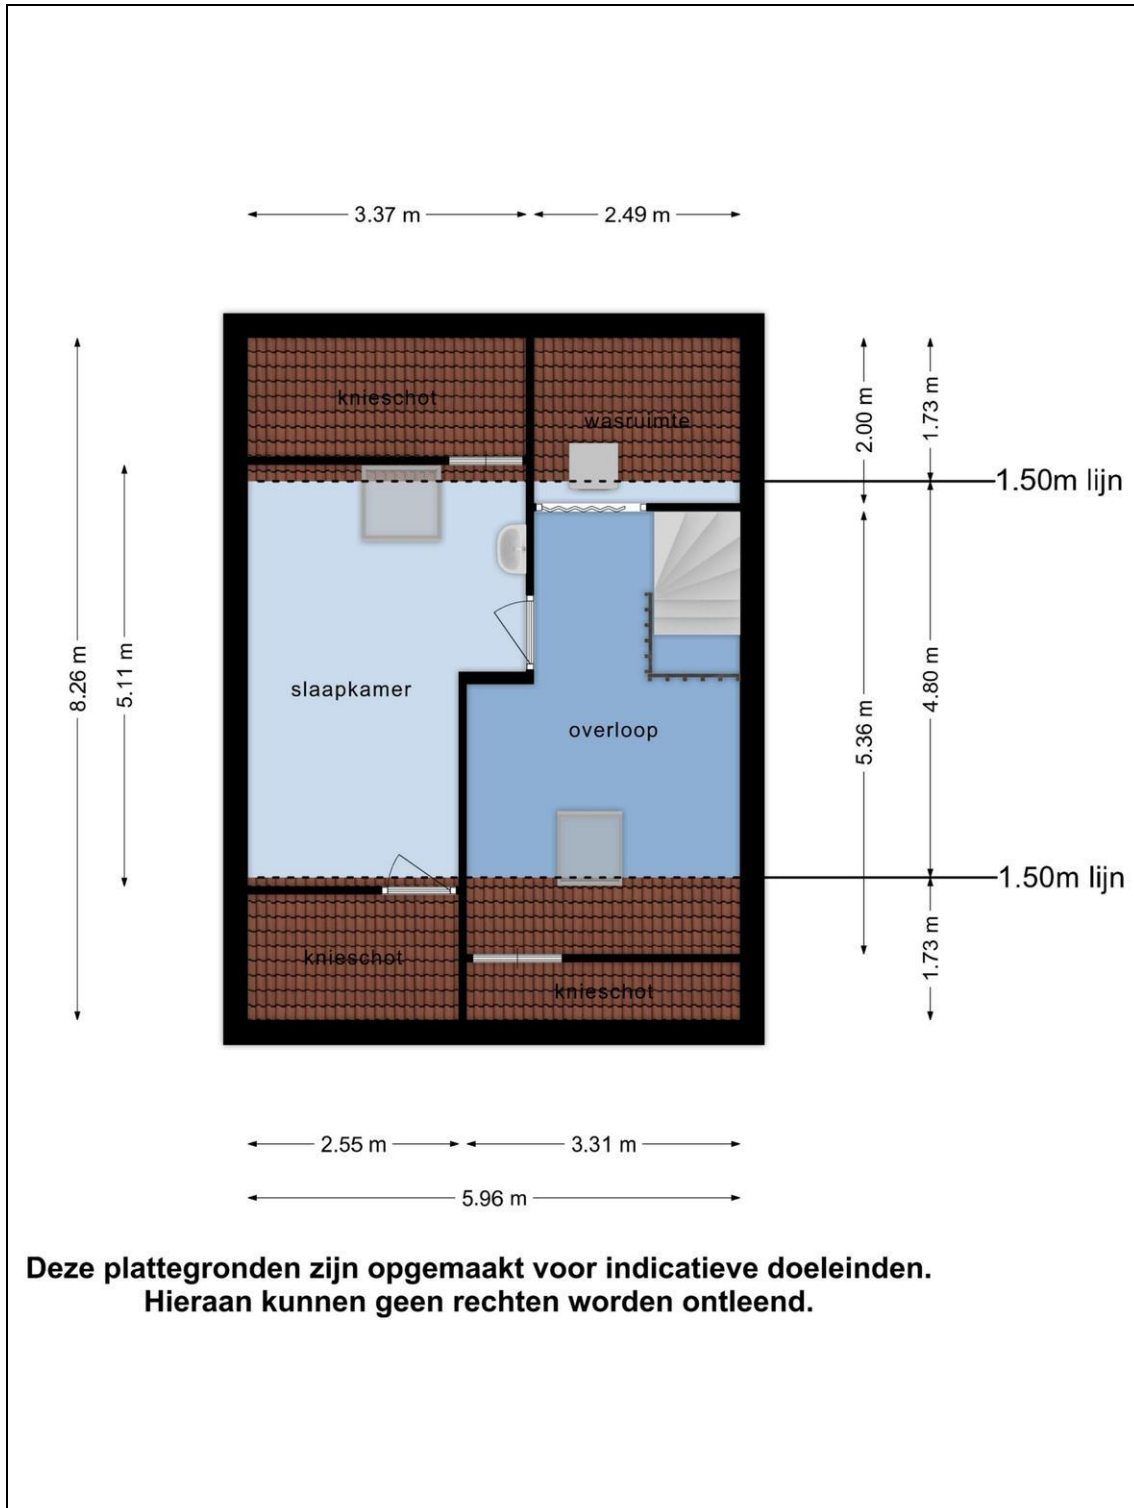 3.37 m
2.49 m
knieschot
wasruimte
2.00 m
1.73 m
1.50m lijn
8.26 m
5.11 m
slaapkamer
overloop
5.36 m
4.80 m
1.50m lijn
knieschot
knieschot
1.73 m
2.55 m
3.31 m
5.96 m
Deze plattegronden zijn opgemaakt voor indicatieve doeleinden.
Hieraan kunnen geen rechten worden ontleend.